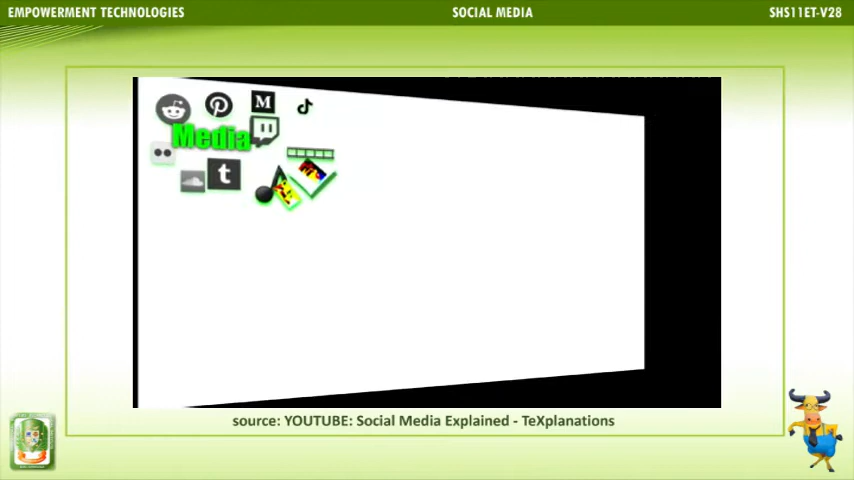 EMPOWERMENT TECHNOLOGIES
SOCIAL MEDIA
SHS11ET-V28
M
Media
t
source: YOUTUBE: Social Media Explained - TeXplanations